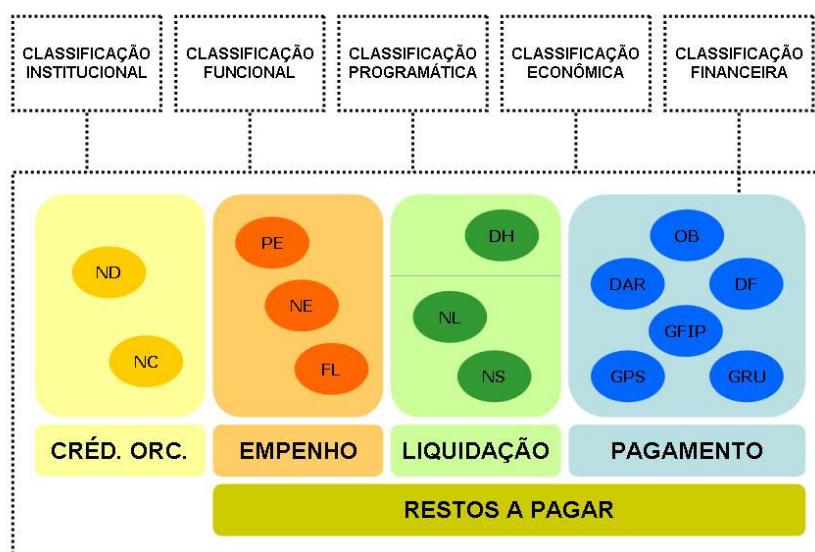 CLASSIFICAÇÃO
INSTITUCIONAL
CLASSIFICAÇÃO
FUNCIONAL
CLASSIFICAÇÃO
PROGRAMÁTICA
CLASSIFICAÇÃO
ECONÔMICA
CLASSIFICAÇÃO
FINANCEIRA
ND
NC
CRÉD. ORC.
PE
NE
FL
EMPENHO
DH
NL
NS
LIQUIDAÇÃO
OB
DAR
DF
GFIP
GPS
GRU
PAGAMENTO
RESTOS A PAGAR